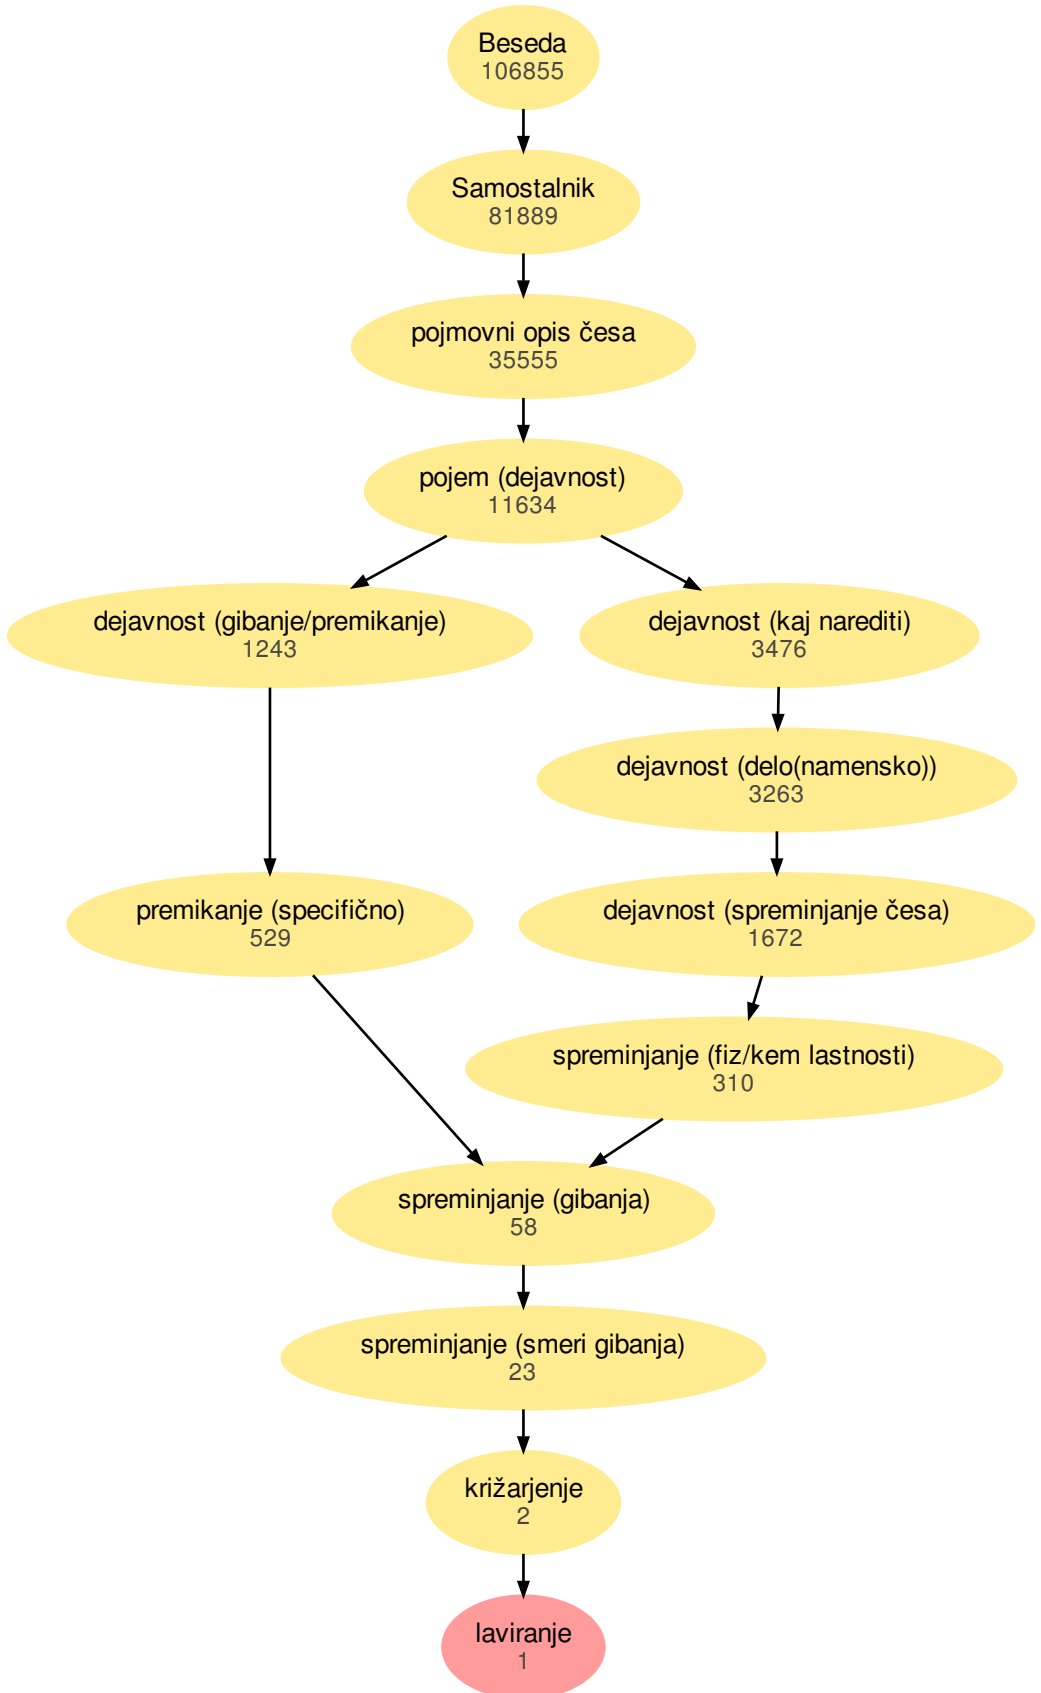 Beseda
106855
Samostalnik
81889
pojmovni opis česa
35555
pojem (dejavnost)
11634
dejavnost (gibanje/premikanje)
1243
dejavnost (kaj narediti)
3476
dejavnost (delo(namensko))
3263
premikanje (specifično)
529
dejavnost (spreminjanje česa)
1672
spreminjanje (fiz/kem lastnosti)
310
spreminjanje (gibanja)
58
spreminjanje (smeri gibanja)
23
križarjenje
2
laviranje
1